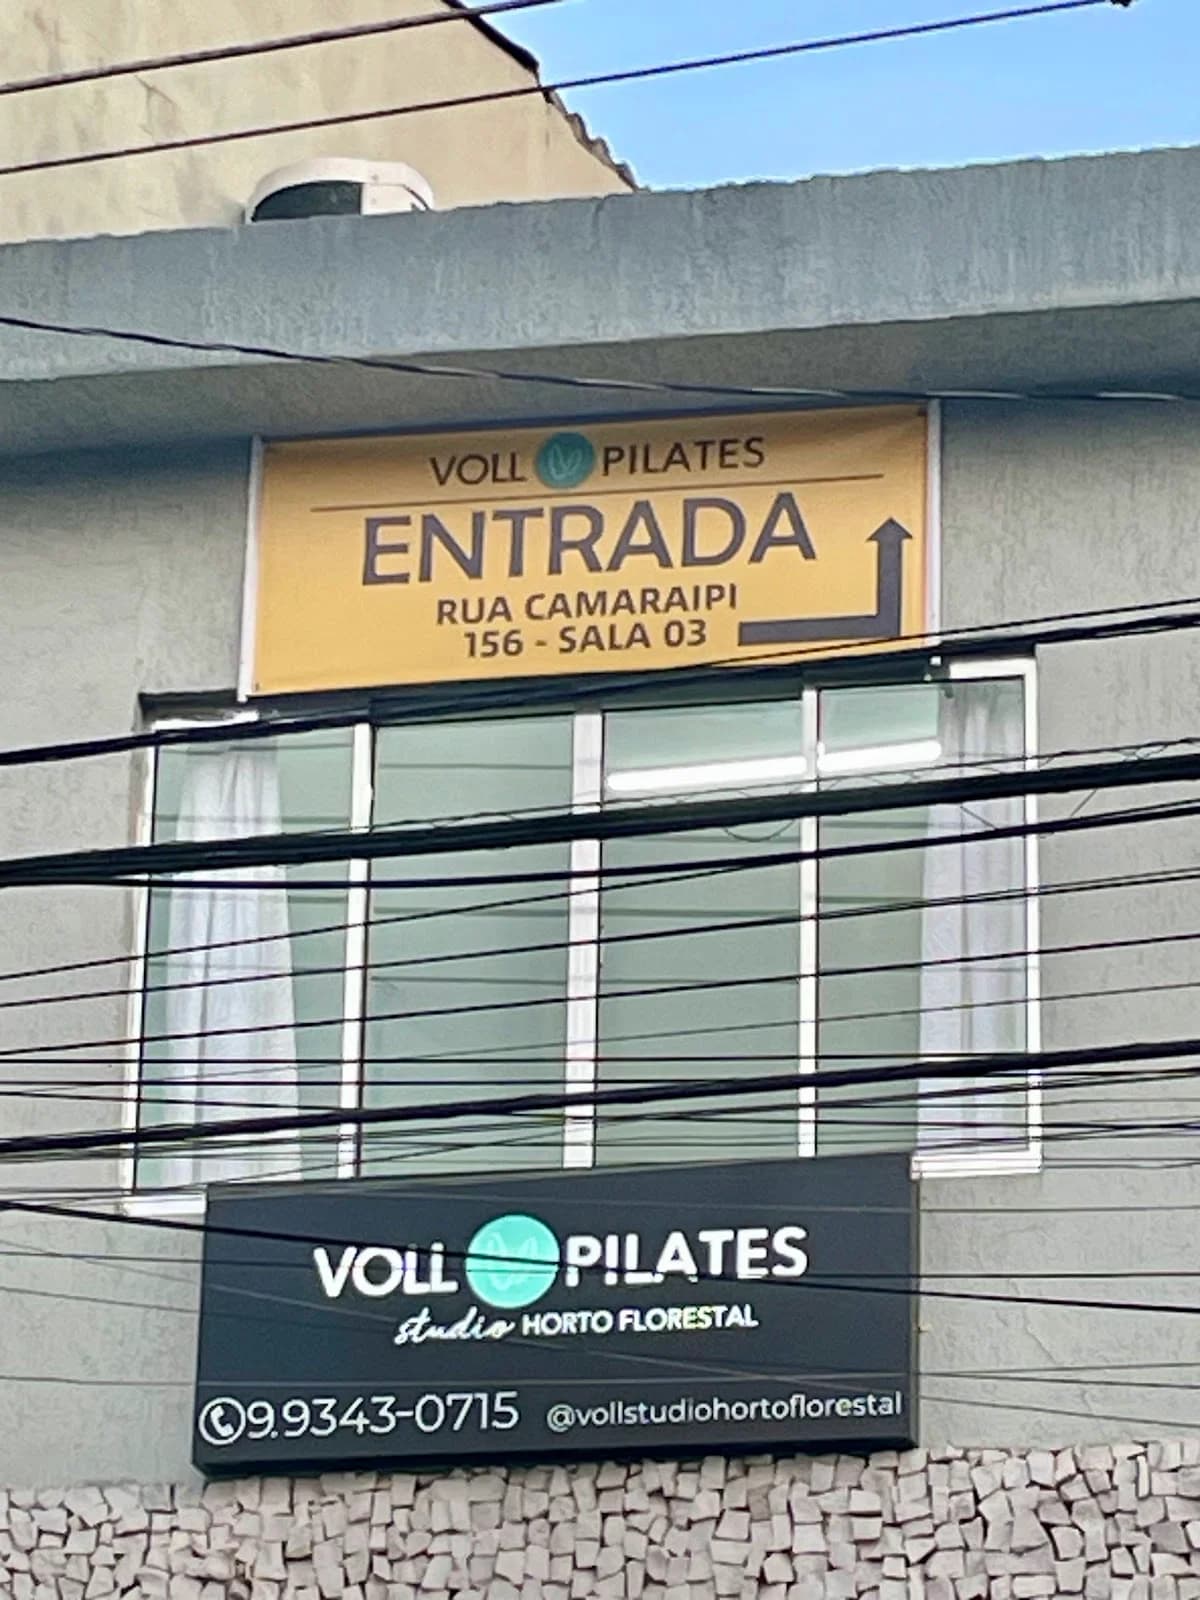 VOLL PILATES
ENTRADA
RUA CAMARAIPI
156 - SALA 03
VOLL PILATES
studio HORTO FLORESTAL
9.9343-0715 @vollstudiohortoflorestal